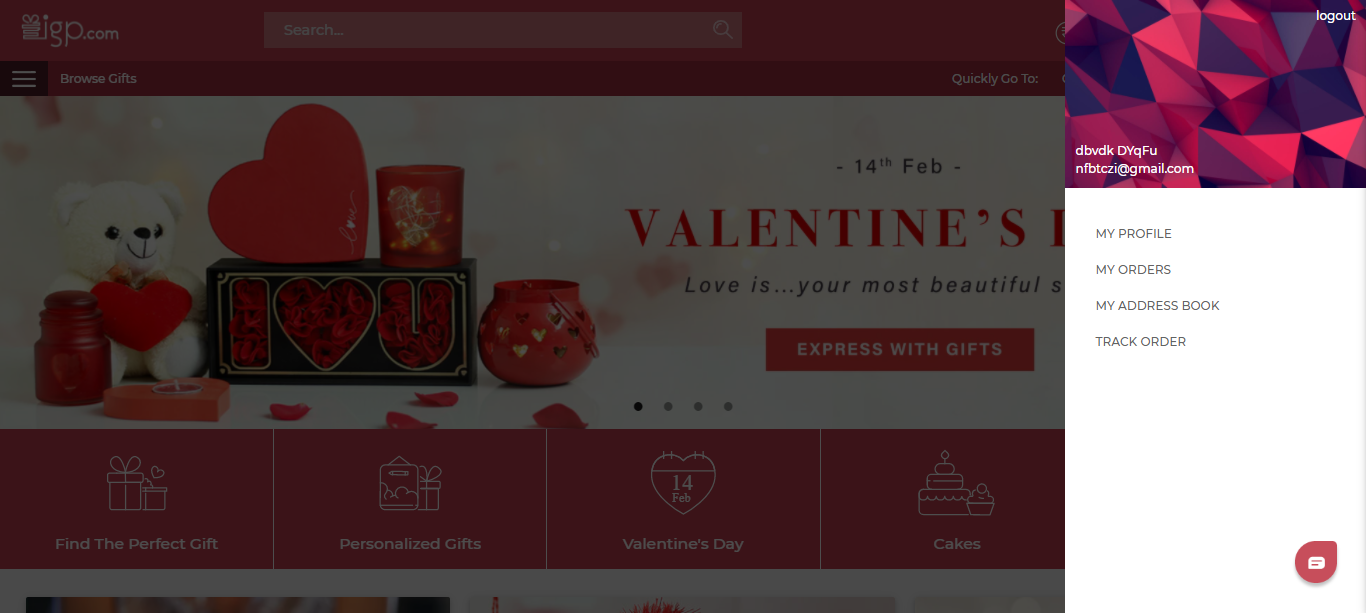 igp.com
Search...
logout
Browse Gifts
Quickly Go To:
dbvdk DYqFu
nfbtczi@gmail.com
- 14th Feb -
VALENTINE'S
Love is...your most beautiful s
EXPRESS WITH GIFTS
love
I U
MY PROFILE
MY ORDERS
MY ADDRESS BOOK
TRACK ORDER
14
Feb
Find The Perfect Gift
Personalized Gifts
Valentine's Day
Cakes